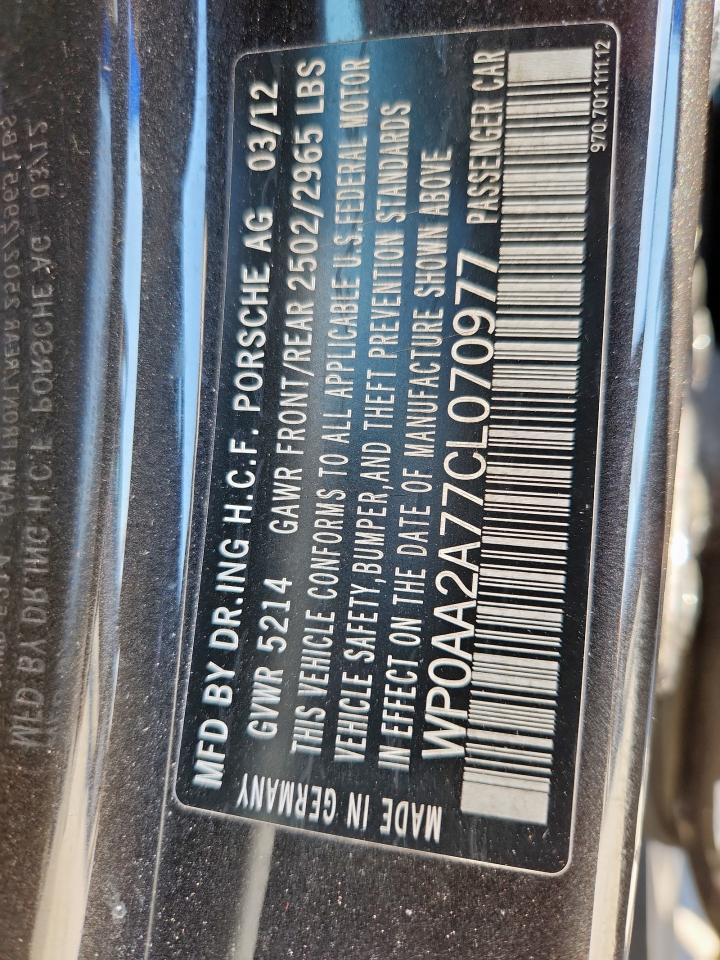 MFD BY DR.ING H.C.F. PORSCHE AG 03/12
GVWR 5214 GAWR FRONT/REAR 2502/2965 LBS
THIS VEHICLE CONFORMS TO ALL APPLICABLE U.S.FEDERAL MOTOR
VEHICLE SAFETY,BUMPER,AND THEFT PREVENTION STANDARDS
IN EFFECT ON THE DATE OF MANUFACTURE SHOWN ABOVE
WP0AA2A77CL070977 PASSENGER CAR
970.701.111.12
MADE IN GERMANY